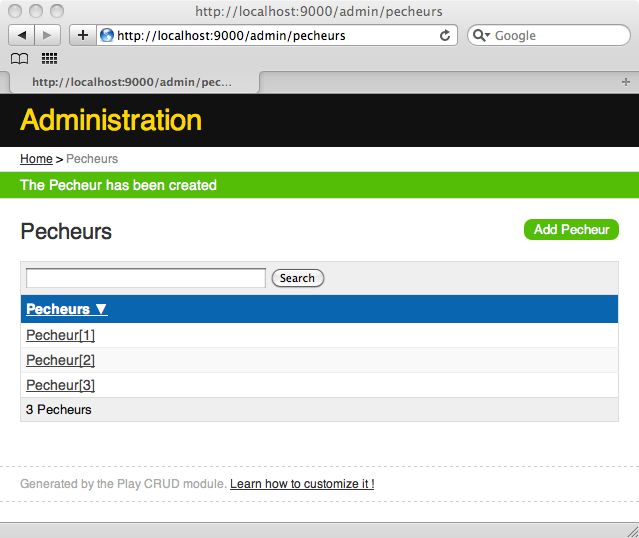 http://localhost:9000/admin/pecheurs
http://localhost:9000/admin/pecheurs
Google
http://localhost:9000/admin/pec...
Administration
Home > Pecheurs
The Pecheur has been created
Pecheurs
Add Pecheur
Search
Pecheurs ▼
Pecheur[1]
Pecheur[2]
Pecheur[3]
3 Pecheurs
Generated by the Play CRUD module. Learn how to customize it !